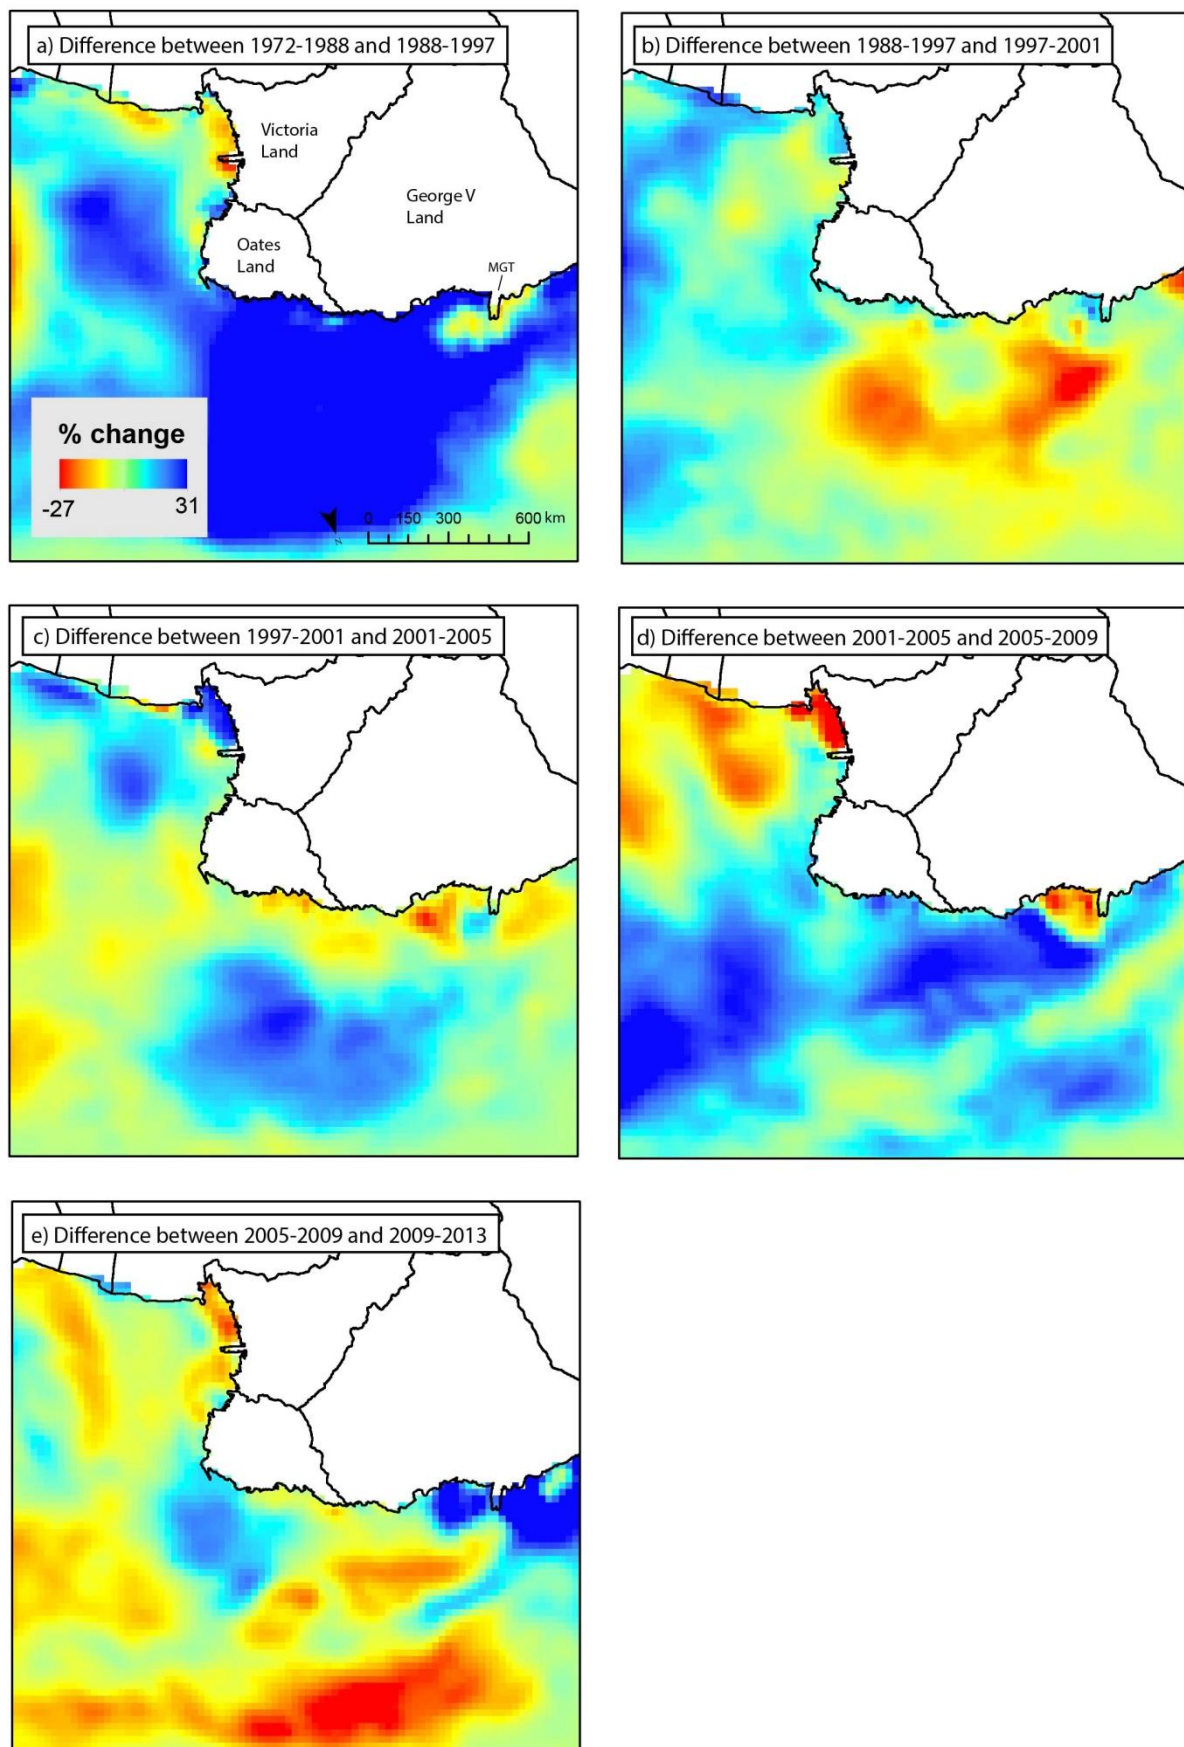 a) Difference between 1972-1988 and 1988-1997
b) Difference between 1988-1997 and 1997-2001
Victoria
Land
George V
Land
Oates
Land
MGT
% change
-27 31
0 150 300 600 km
N
c) Difference between 1997-2001 and 2001-2005
d) Difference between 2001-2005 and 2005-2009
e) Difference between 2005-2009 and 2009-2013